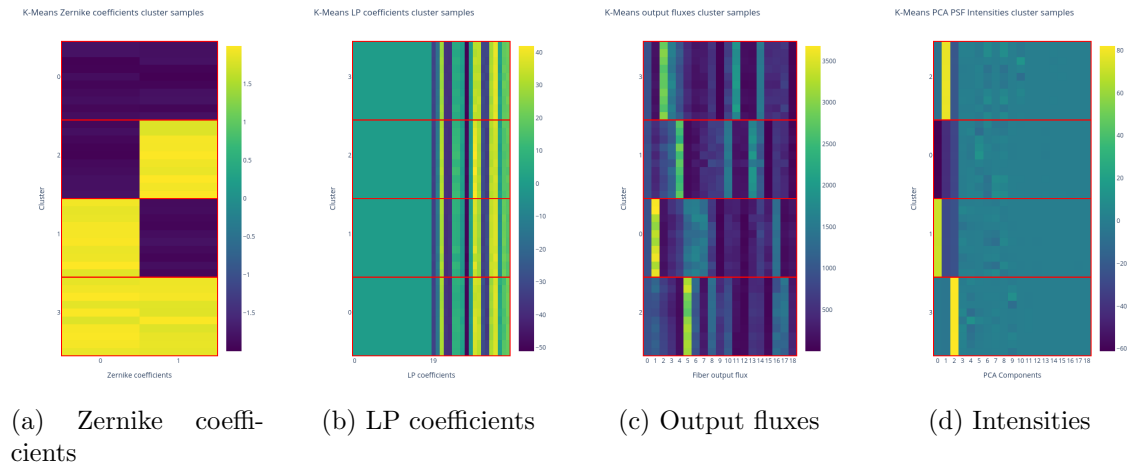 K-Means Zernike coefficients cluster samples
Cluster
0
2
1
3
1.5
1
0.5
0
−0.5
−1
−1.5
0 1
Zernike coefficients
K-Means LP coefficients cluster samples
Cluster
3
2
1
0
40
30
20
10
0
−10
−20
−30
−40
−50
0 19
LP coefficients
K-Means output fluxes cluster samples
Cluster
3
1
0
2
3500
3000
2500
2000
1500
1000
500
0 1 2 3 4 5 6 7 8 9 10 11 12 13 14 15 16 17 18
Fiber output flux
K-Means PCA PSF Intensities cluster samples
Cluster
2
0
1
3
80
60
40
20
0
−20
−40
−60
0 1 2 3 4 5 6 7 8 9 10 11 12 13 14 15 16 17 18
PCA Components
(a) Zernike coeffi-
cients
(b) LP coefficients
(c) Output fluxes
(d) Intensities